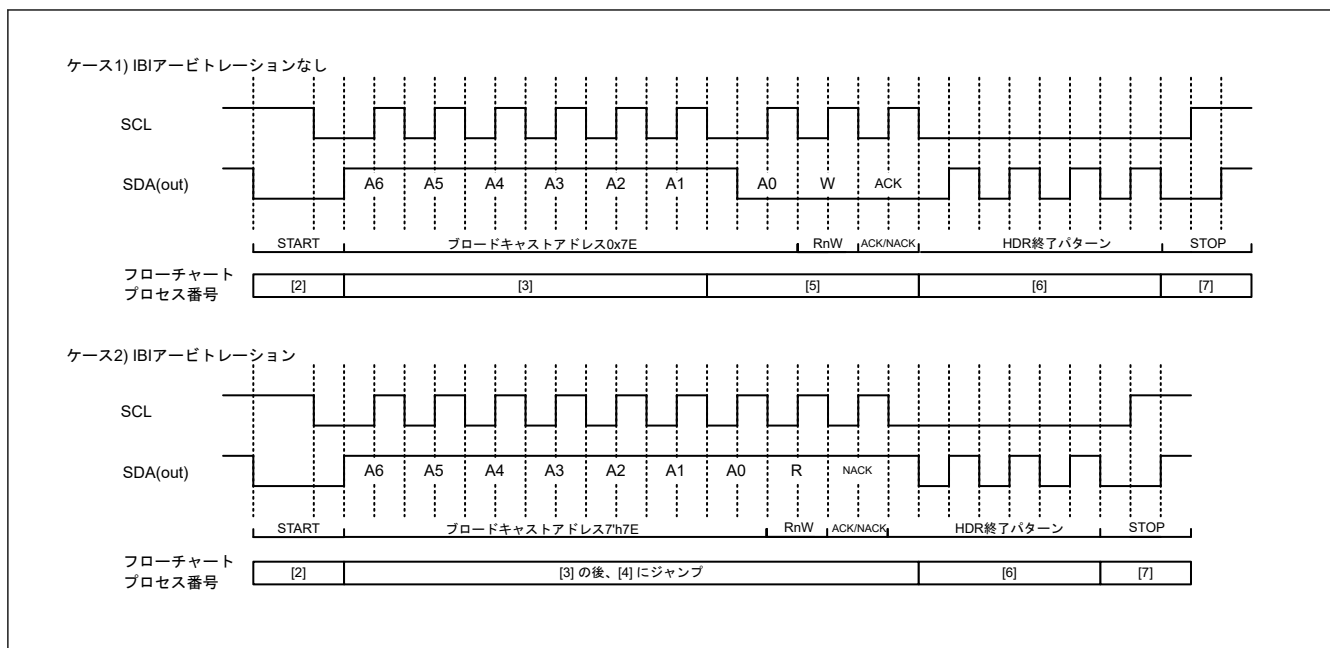 ケース1) IBIアービトレーションなし
SCL
SDA(out)
A6 A5 A4 A3 A2 A1 A0 W ACK
START ブロードキャストアドレス0x7E RnW ACK/NACK HDR終了パターン STOP
フローチャート
プロセス番号
[2] [3] [5] [6] [7]
ケース2) IBIアービトレーション
SCL
SDA(out)
A6 A5 A4 A3 A2 A1 A0 R NACK
START ブロードキャストアドレス7'h7E RnW ACK/NACK HDR終了パターン STOP
フローチャート
プロセス番号
[2] [3] の後、[4] にジャンプ [6] [7]